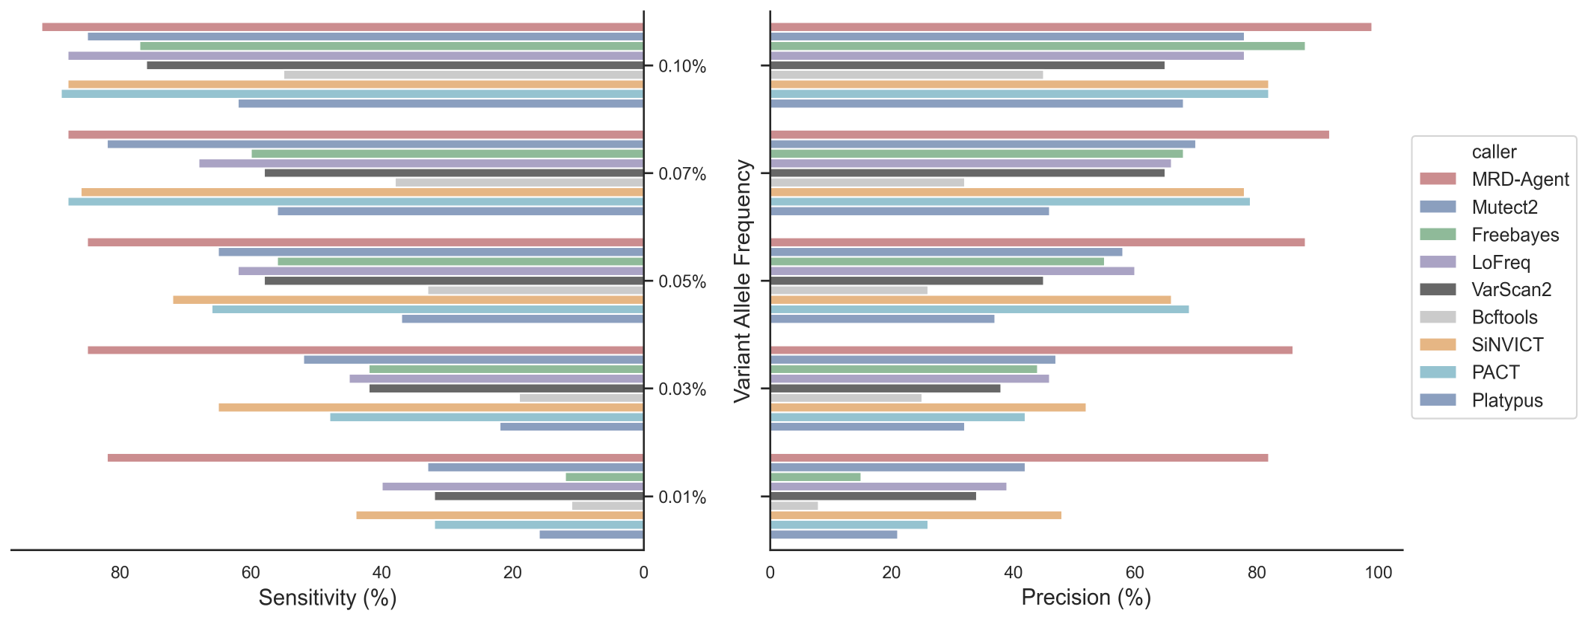 0.10%
0.07%
0.05%
0.03%
0.01%
80 60 40 20 0
Sensitivity (%)
Variant Allele Frequency
0 20 40 60 80 100
Precision (%)
caller
MRD-Agent
Mutect2
Freebayes
LoFreq
VarScan2
Bcftools
SiNVICT
PACT
Platypus